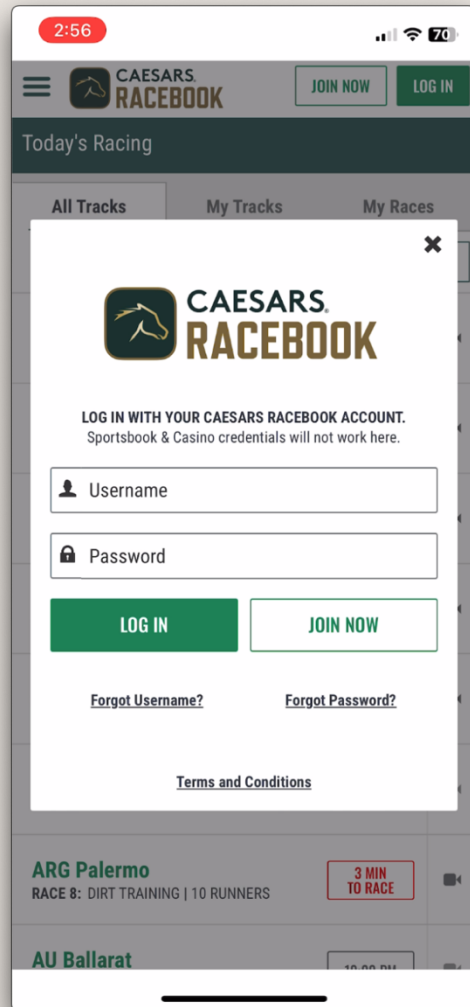 2:56
70
CAESARS.
RACEBOOK
JOIN NOW
LOG IN
Today's Racing
All Tracks
My Tracks
My Races
CAESARS.
RACEBOOK
LOG IN WITH YOUR CAESARS RACEBOOK ACCOUNT.
Sportsbook & Casino credentials will not work here.
Username
Password
LOG IN
JOIN NOW
Forgot Username?
Forgot Password?
Terms and Conditions
ARG Palermo
RACE 8: DIRT TRAINING | 10 RUNNERS
3 MIN
TO RACE
AU Ballarat